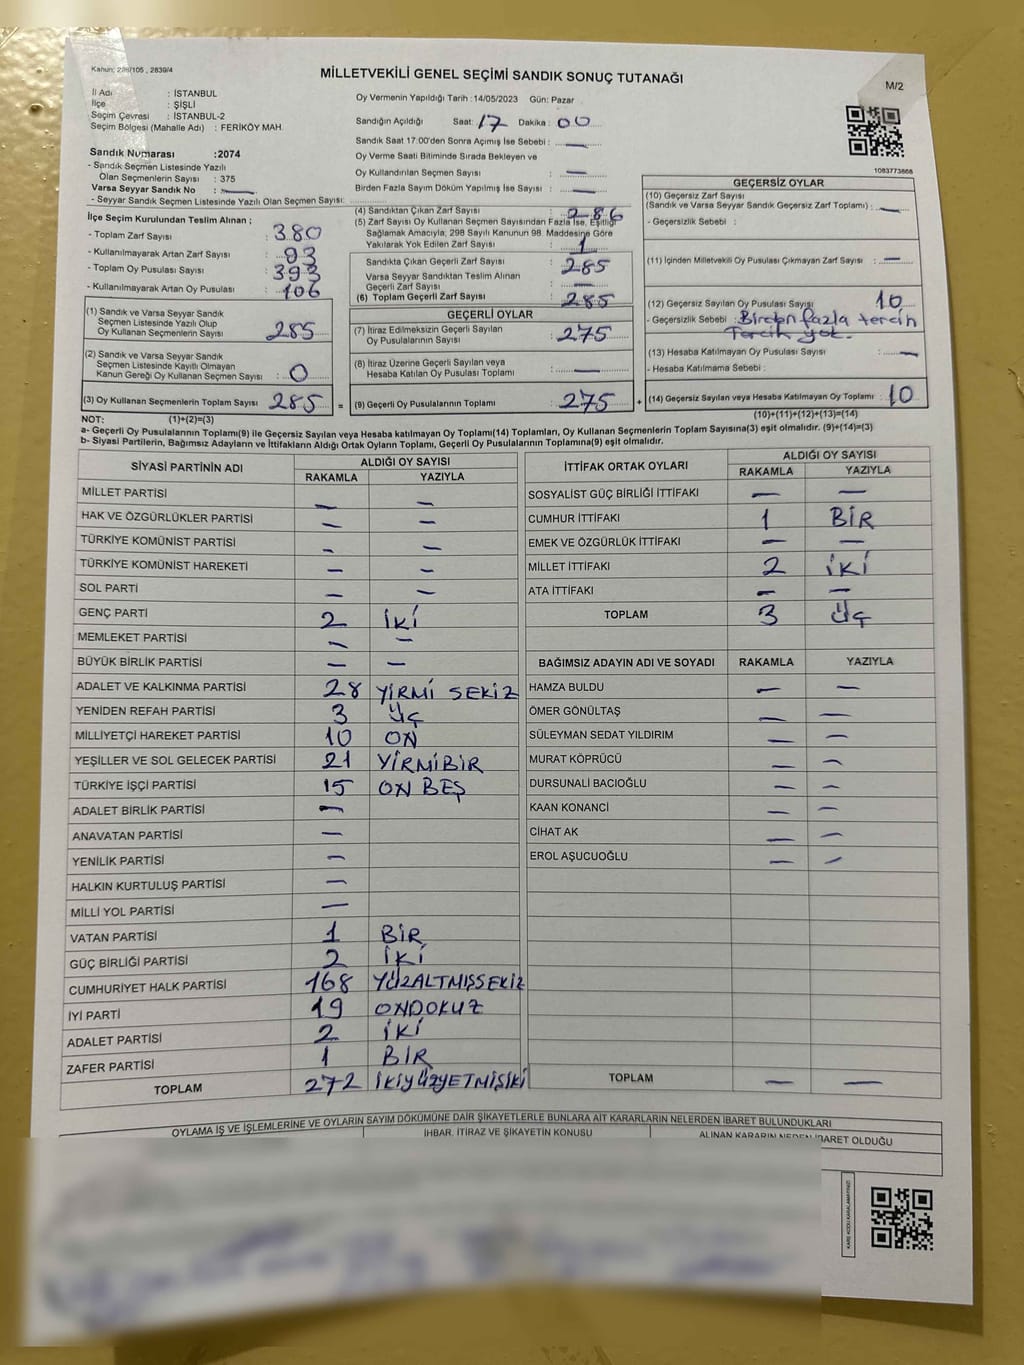 Kanun: 298/105 , 2839/4
MİLLETVEKİLİ GENEL SEÇİMİ SANDIK SONUÇ TUTANAĞI
M/2
İl Adı : İSTANBUL
İlçe : ŞİŞLİ
Seçim Çevresi : İSTANBUL-2
Seçim Bölgesi (Mahalle Adı) : FERİKÖY MAH.
Sandık Numarası :2074
- Sandık Seçmen Listesinde Yazılı
Olan Seçmenlerin Sayısı : 375
Varsa Seyyar Sandık No : —
- Seyyar Sandık Seçmen Listesinde Yazılı Olan Seçmen Sayısı:
İlçe Seçim Kurulundan Teslim Alınan ;
- Toplam Zarf Sayısı : 380
- Kullanılmayarak Artan Zarf Sayısı : 93
- Toplam Oy Pusulası Sayısı : 393
- Kullanılmayarak Artan Oy Pusulası : 106
(1) Sandık ve Varsa Seyyar Sandık
Seçmen Listesinde Yazılı Olup
Oy Kullanan Seçmenlerin Sayısı : 285
(2) Sandık ve Varsa Seyyar Sandık
Seçmen Listesinde Kayıtlı Olmayan
Kanun Gereği Oy Kullanan Seçmen Sayısı : 0
(3) Oy Kullanan Seçmenlerin Toplam Sayısı : 285 =
Oy Vermenin Yapıldığı Tarih :14/05/2023 Gün: Pazar
Sandığın Açıldığı Saat: 17 Dakika : 00
Sandık Saat 17:00'den Sonra Açımış İse Sebebi : —
Oy Verme Saati Bitiminde Sırada Bekleyen ve
Oy Kullandırılan Seçmen Sayısı : —
Birden Fazla Sayım Döküm Yapılmış İse Sayısı : —
(4) Sandıktan Çıkan Zarf Sayısı : 286
(5) Zarf Sayısı Oy Kullanan Seçmen Sayısından Fazla İse, Eşitliği
Sağlamak Amacıyla; 298 Sayılı Kanunun 98. Maddesine Göre
Yakılarak Yok Edilen Zarf Sayısı : 1
Sandıkta Çıkan Geçerli Zarf Sayısı : 285
Varsa Seyyar Sandıktan Teslim Alınan
Geçerli Zarf Sayısı : —
(6) Toplam Geçerli Zarf Sayısı : 285
GEÇERLİ OYLAR
(7) İtiraz Edilmeksizin Geçerli Sayılan
Oy Pusulalarının Sayısı : 275
(8) İtiraz Üzerine Geçerli Sayılan veya
Hesaba Katılan Oy Pusulası Toplamı : —
(9) Geçerli Oy Pusulalarının Toplamı : 275 +
1083773868
GEÇERSİZ OYLAR
(10) Geçersiz Zarf Sayısı
(Sandık ve Varsa Seyyar Sandık Geçersiz Zarf Toplamı) : —
- Geçersizlik Sebebi :
(11) İçinden Milletvekili Oy Pusulası Çıkmayan Zarf Sayısı : —
(12) Geçersiz Sayılan Oy Pusulası Sayısı : 10
- Geçersizlik Sebebi : Birden fazla tercih
Tercih yok.
(13) Hesaba Katılmayan Oy Pusulası Sayısı : —
- Hesaba Katılmama Sebebi :
(14) Geçersiz Sayılan veya Hesaba Katılmayan Oy Toplamı : 10
NOT: (1)+(2)=(3) (10)+(11)+(12)+(13)=(14)
a- Geçerli Oy Pusulalarının Toplamı(9) ile Geçersiz Sayılan veya Hesaba katılmayan Oy Toplamı(14) Toplamları, Oy Kullanan Seçmenlerin Toplam Sayısına(3) eşit olmalıdır. (9)+(14)=(3)
b- Siyasi Partilerin, Bağımsız Adayların ve İttifakların Aldığı Ortak Oyların Toplamı, Geçerli Oy Pusulalarının Toplamına(9) eşit olmalıdır.
SİYASİ PARTİNİN ADI ALDIĞI OY SAYISI
RAKAMLA YAZIYLA
MİLLET PARTİSİ — —
HAK VE ÖZGÜRLÜKLER PARTİSİ — —
TÜRKİYE KOMÜNİST PARTİSİ — —
TÜRKİYE KOMÜNİST HAREKETİ — —
SOL PARTİ — —
GENÇ PARTİ 2 İKİ
MEMLEKET PARTİSİ — —
BÜYÜK BİRLİK PARTİSİ — —
ADALET VE KALKINMA PARTİSİ 28 YİRMİ SEKİZ
YENİDEN REFAH PARTİSİ 3 ÜÇ
MİLLİYETÇİ HAREKET PARTİSİ 10 ON
YEŞİLLER VE SOL GELECEK PARTİSİ 21 YİRMİBİR
TÜRKİYE İŞÇİ PARTİSİ 15 ON BEŞ
ADALET BİRLİK PARTİSİ —
ANAVATAN PARTİSİ —
YENİLİK PARTİSİ —
HALKIN KURTULUŞ PARTİSİ —
MİLLİ YOL PARTİSİ —
VATAN PARTİSİ 1 BİR
GÜÇ BİRLİĞİ PARTİSİ 2 İKİ
CUMHURİYET HALK PARTİSİ 168 YÜZALTMIŞSEKİZ
İYİ PARTİ 19 ONDOKUZ
ADALET PARTİSİ 2 İKİ
ZAFER PARTİSİ 1 BİR
TOPLAM 272 İKİYÜZYETMİŞİKİ
İTTİFAK ORTAK OYLARI ALDIĞI OY SAYISI
RAKAMLA YAZIYLA
SOSYALİST GÜÇ BİRLİĞİ İTTİFAKI — —
CUMHUR İTTİFAKI 1 BİR
EMEK VE ÖZGÜRLÜK İTTİFAKI — —
MİLLET İTTİFAKI 2 İKİ
ATA İTTİFAKI — —
TOPLAM 3 ÜÇ
BAĞIMSIZ ADAYIN ADI VE SOYADI RAKAMLA YAZIYLA
HAMZA BULDU — —
ÖMER GÖNÜLTAŞ — —
SÜLEYMAN SEDAT YILDIRIM — —
MURAT KÖPRÜCÜ — —
DURSUNALİ BACIOĞLU — —
KAAN KONANCİ — —
CİHAT AK — —
EROL AŞUCUOĞLU — —
TOPLAM — —
OYLAMA İŞ VE İŞLEMLERİNE VE OYLARIN SAYIM DÖKÜMÜNE DAİR ŞİKAYETLERLE BUNLARA AİT KARARLARIN NELERDEN İBARET BULUNDUKLARI
İHBAR, İTİRAZ VE ŞİKAYETİN KONUSU
ALINAN KARARIN NEDEN İBARET OLDUĞU
KARE KODU KARALAMAYINIZ!